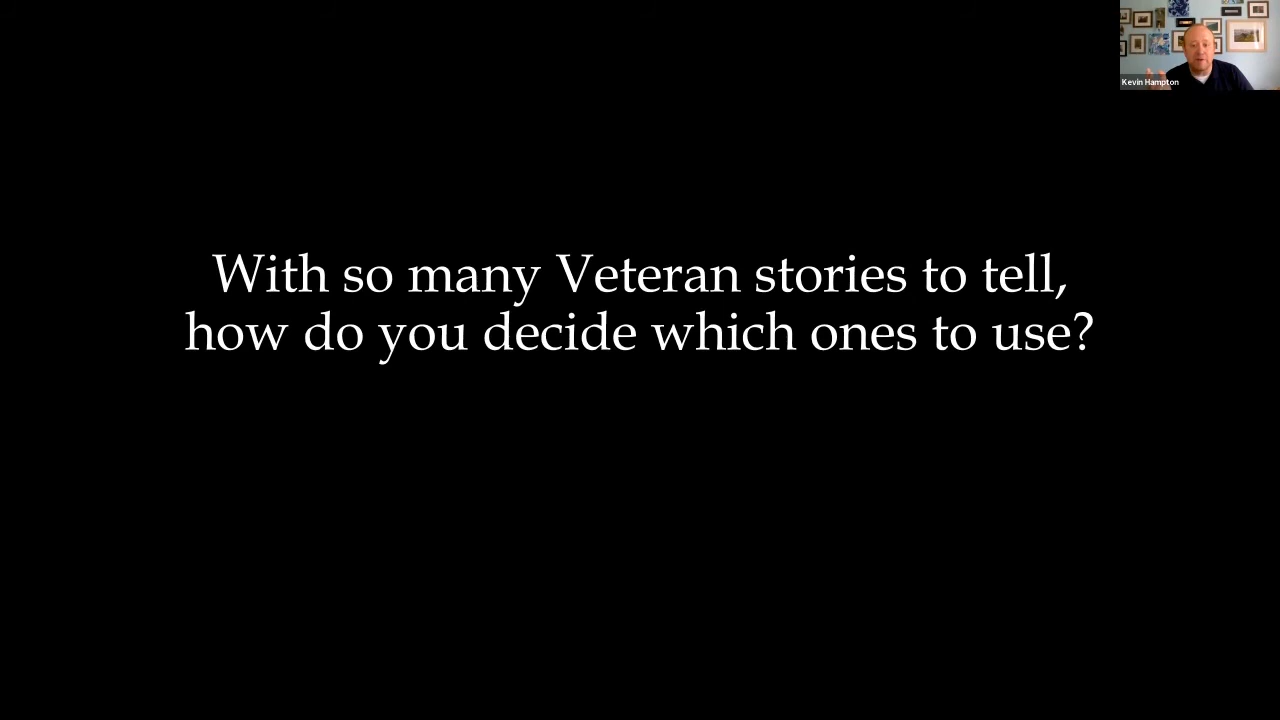 Kevin Hampton
With so many Veteran stories to tell,
how do you decide which ones to use?